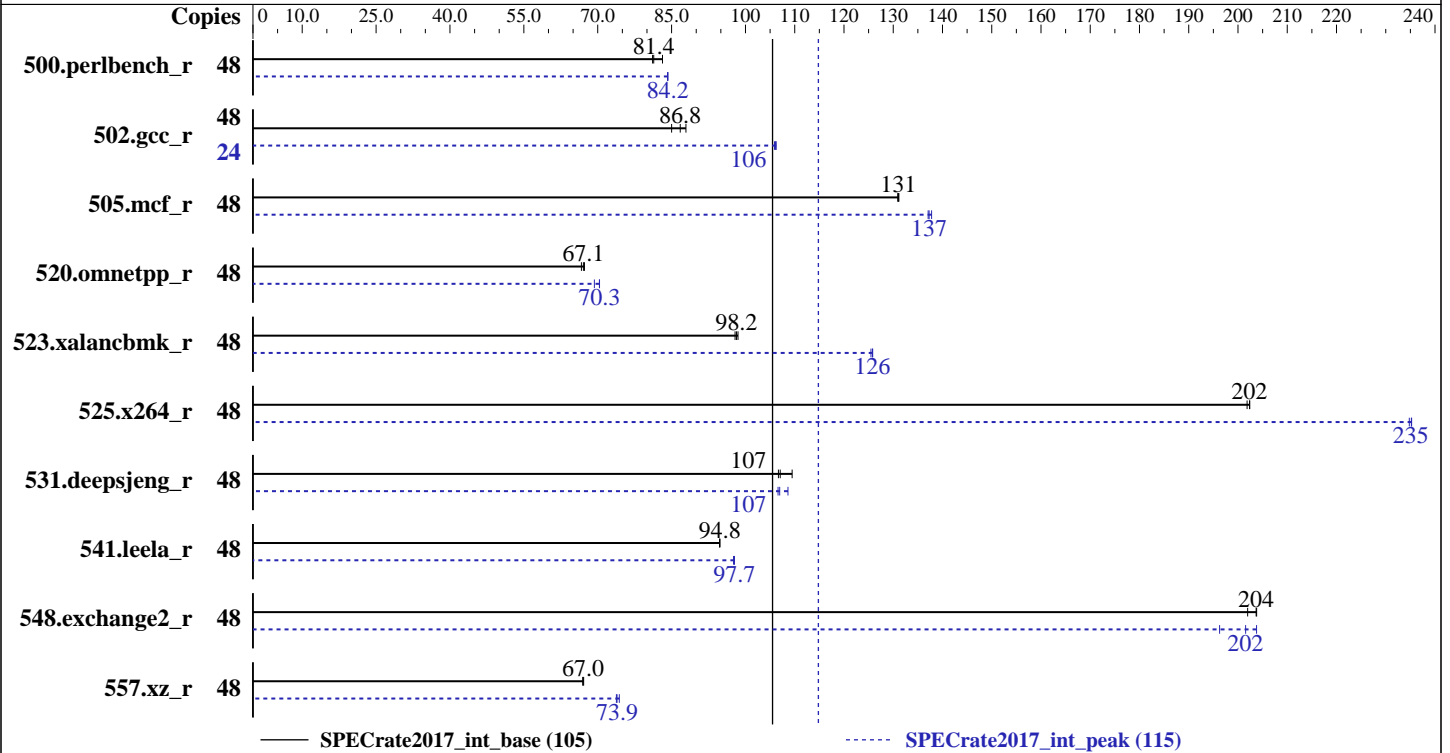 Copies 0 10.0 25.0 40.0 55.0 70.0 85.0 100 110 120 130 140 150 160 170 180 190 200 210 220 240
81.4
500.perlbench_r 48
84.2
48 86.8
502.gcc_r
24 106
131
505.mcf_r 48
137
67.1
520.omnetpp_r 48
70.3
98.2
523.xalancbmk_r 48
126
202
525.x264_r 48
235
107
531.deepsjeng_r 48
107
94.8
541.leela_r 48
97.7
204
548.exchange2_r 48
202
67.0
557.xz_r 48
73.9
SPECrate2017_int_base (105) SPECrate2017_int_peak (115)